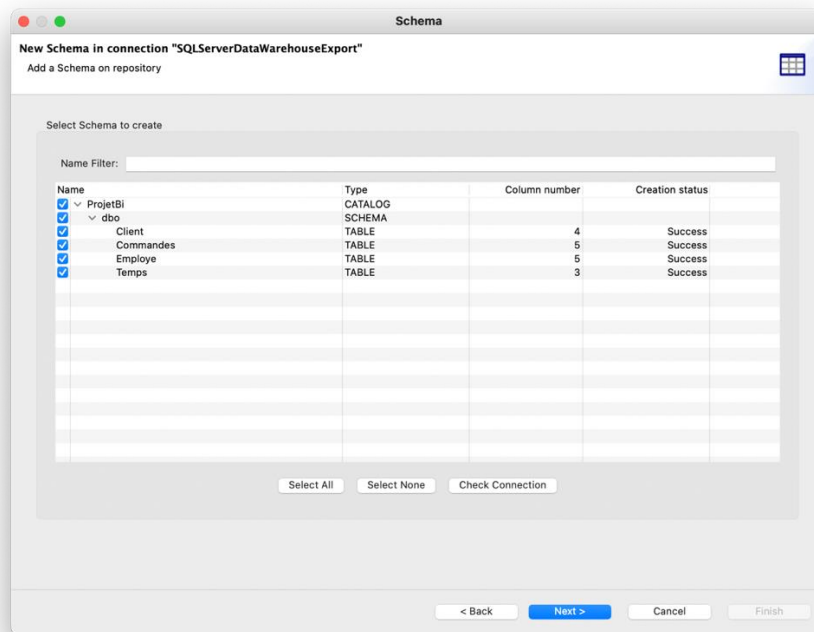 Schema
New Schema in connection "SQLServerDataWarehouseExport"
Add a Schema on repository
Select Schema to create
Name Filter:
Name Type Column number Creation status
ProjetBi CATALOG
dbo SCHEMA
Client TABLE 4 Success
Commandes TABLE 5 Success
Employe TABLE 5 Success
Temps TABLE 3 Success
Select All Select None Check Connection
< Back Next > Cancel Finish